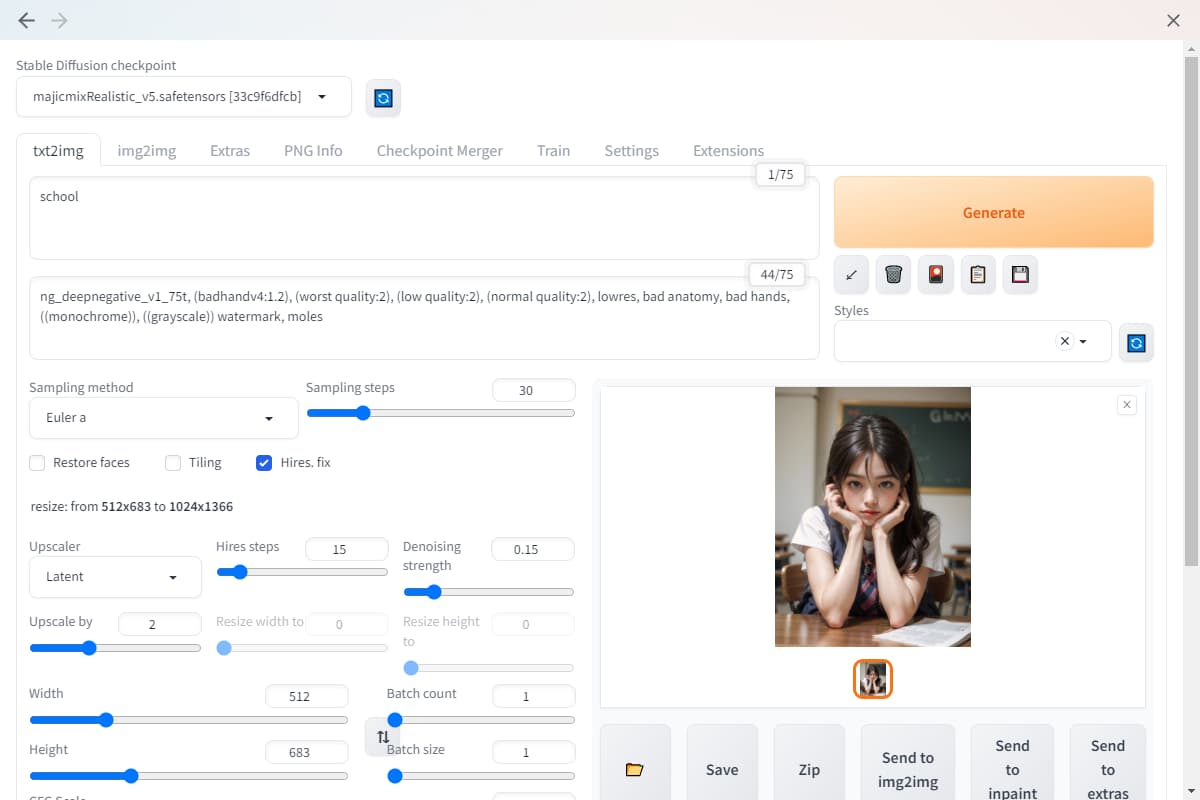 Stable Diffusion checkpoint
majicmixRealistic_v5.safetensors [33c9f6dfcb]
txt2img img2img Extras PNG Info Checkpoint Merger Train Settings Extensions
1/75
school
Generate
44/75
ng_deepnegative_v1_75t, (badhandv4:1.2), (worst quality:2), (low quality:2), (normal quality:2), lowres, bad anatomy, bad hands,
((monochrome)), ((grayscale)) watermark, moles
Styles
Sampling method
Euler a
Sampling steps 30
Restore faces Tiling Hires. fix
resize: from 512x683 to 1024x1366
Upscaler
Latent
Hires steps 15
Denoising
strength
0.15
Upscale by 2
Resize width to 0
Resize height
to
0
Width 512
Batch count 1
Height 683
Batch size 1
CFG Scale
Save
Zip
Send to
img2img
Send
to
inpaint
Send
to
extras